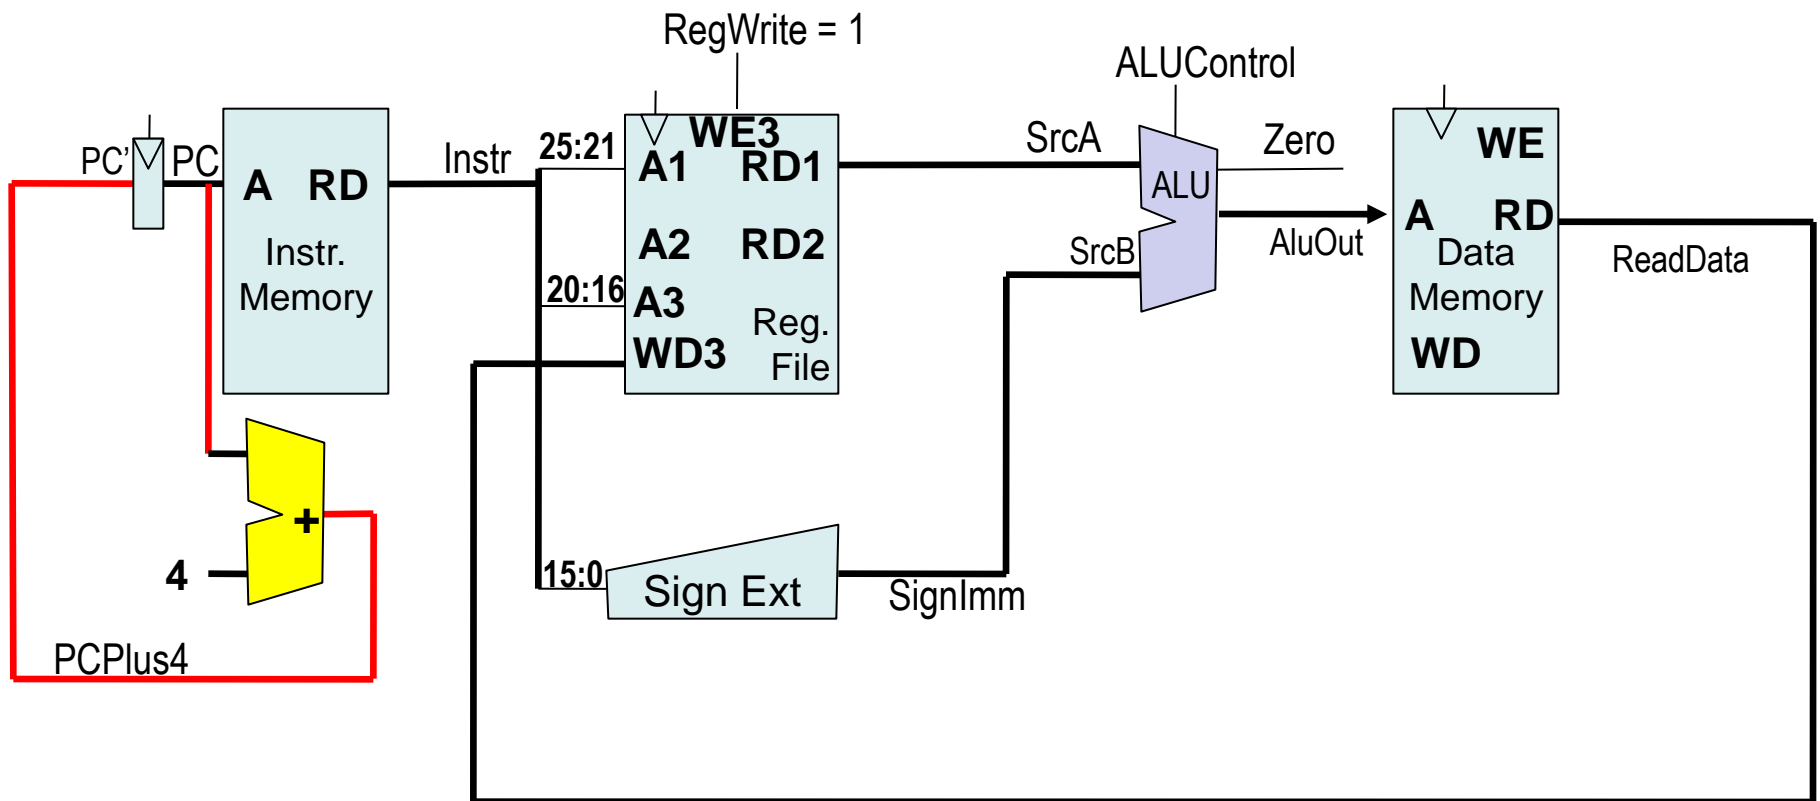 RegWrite = 1
ALUControl
PC’
PC
A RD
Instr.
Memory
Instr
25:21
WE3
A1 RD1
A2 RD2
20:16
A3
WD3
Reg.
File
SrcA
SrcB
ALU
Zero
AluOut
WE
A RD
Data
Memory
WD
ReadData
+
4
PCPlus4
15:0
Sign Ext
SignImm